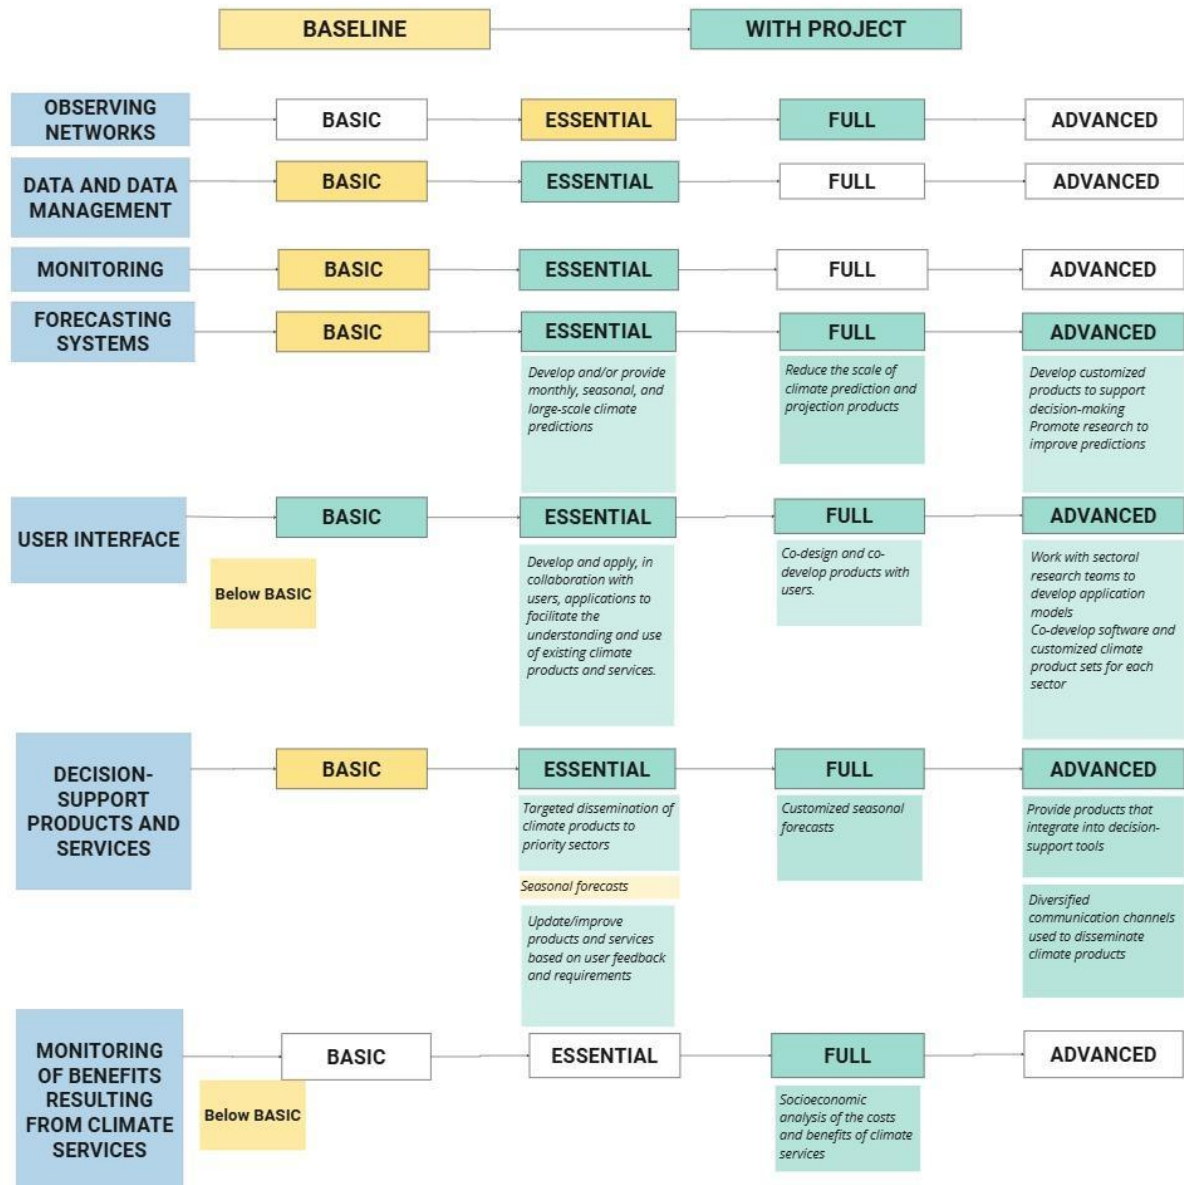 BASELINE
WITH PROJECT
OBSERVING
NETWORKS
BASIC
ESSENTIAL
FULL
ADVANCED
DATA AND DATA
MANAGEMENT
BASIC
ESSENTIAL
FULL
ADVANCED
MONITORING
BASIC
ESSENTIAL
FULL
ADVANCED
FORECASTING
SYSTEMS
BASIC
ESSENTIAL
FULL
ADVANCED
Develop and/or provide
monthly, seasonal, and
large-scale climate
predictions
Reduce the scale of
climate prediction and
projection products
Develop customized
products to support
decision-making
Promote research to
improve predictions
USER INTERFACE
Below BASIC
BASIC
ESSENTIAL
FULL
ADVANCED
Develop and apply, in
collaboration with
users, applications to
facilitate the
understanding and use
of existing climate
products and services.
Co-design and co-
develop products with
users.
Work with sectoral
research teams to
develop application
models
Co-develop software and
customized climate
product sets for each
sector
DECISION-
SUPPORT
PRODUCTS AND
SERVICES
BASIC
ESSENTIAL
FULL
ADVANCED
Targeted dissemination of
climate products to
priority sectors
Seasonal forecasts
Update/improve
products and services
based on user feedback
and requirements
Customized seasonal
forecasts
Provide products that
integrate into decision-
support tools
Diversified
communication channels
used to disseminate
climate products
MONITORING
OF BENEFITS
RESULTING
FROM CLIMATE
SERVICES
Below BASIC
BASIC
ESSENTIAL
FULL
ADVANCED
Socioeconomic
analysis of the costs
and benefits of climate
services